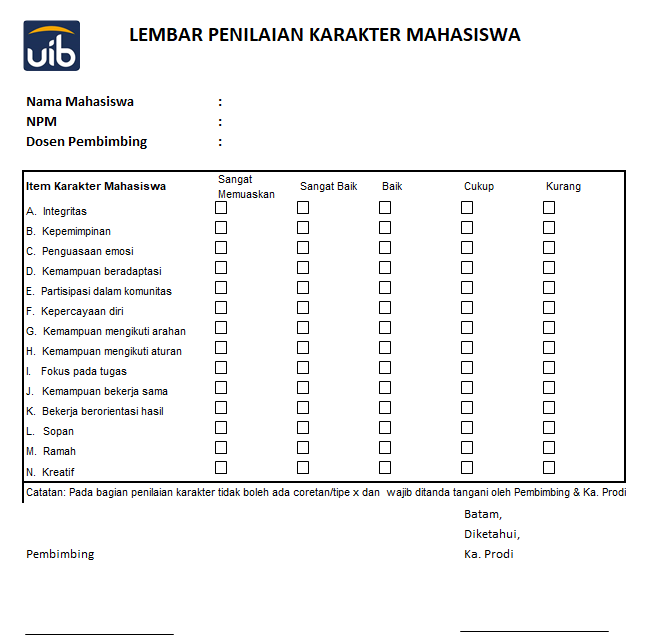 uib
LEMBAR PENILAIAN KARAKTER MAHASISWA
Nama Mahasiswa :
NPM :
Dosen Pembimbing :
Item Karakter Mahasiswa Sangat Memuaskan Sangat Baik Baik Cukup Kurang
A. Integritas
B. Kepemimpinan
C. Penguasaan emosi
D. Kemampuan beradaptasi
E. Partisipasi dalam komunitas
F. Kepercayaan diri
G. Kemampuan mengikuti arahan
H. Kemampuan mengikuti aturan
I. Fokus pada tugas
J. Kemampuan bekerja sama
K. Bekerja berorientasi hasil
L. Sopan
M. Ramah
N. Kreatif
Catatan: Pada bagian penilaian karakter tidak boleh ada coretan/tipe x dan wajib ditanda tangani oleh Pembimbing & Ka. Prodi
Batam,
Diketahui,
Pembimbing Ka. Prodi